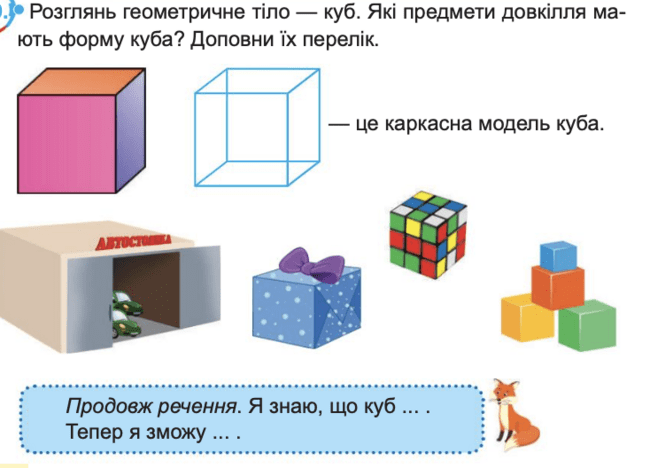 Розглянь геометричне тіло — куб. Які предмети довкілля ма-
ють форму куба? Доповни їх перелік.
— це каркасна модель куба.
АВТОСТОЯНКА
Продовж речення. Я знаю, що куб ... .
Тепер я зможу ... .